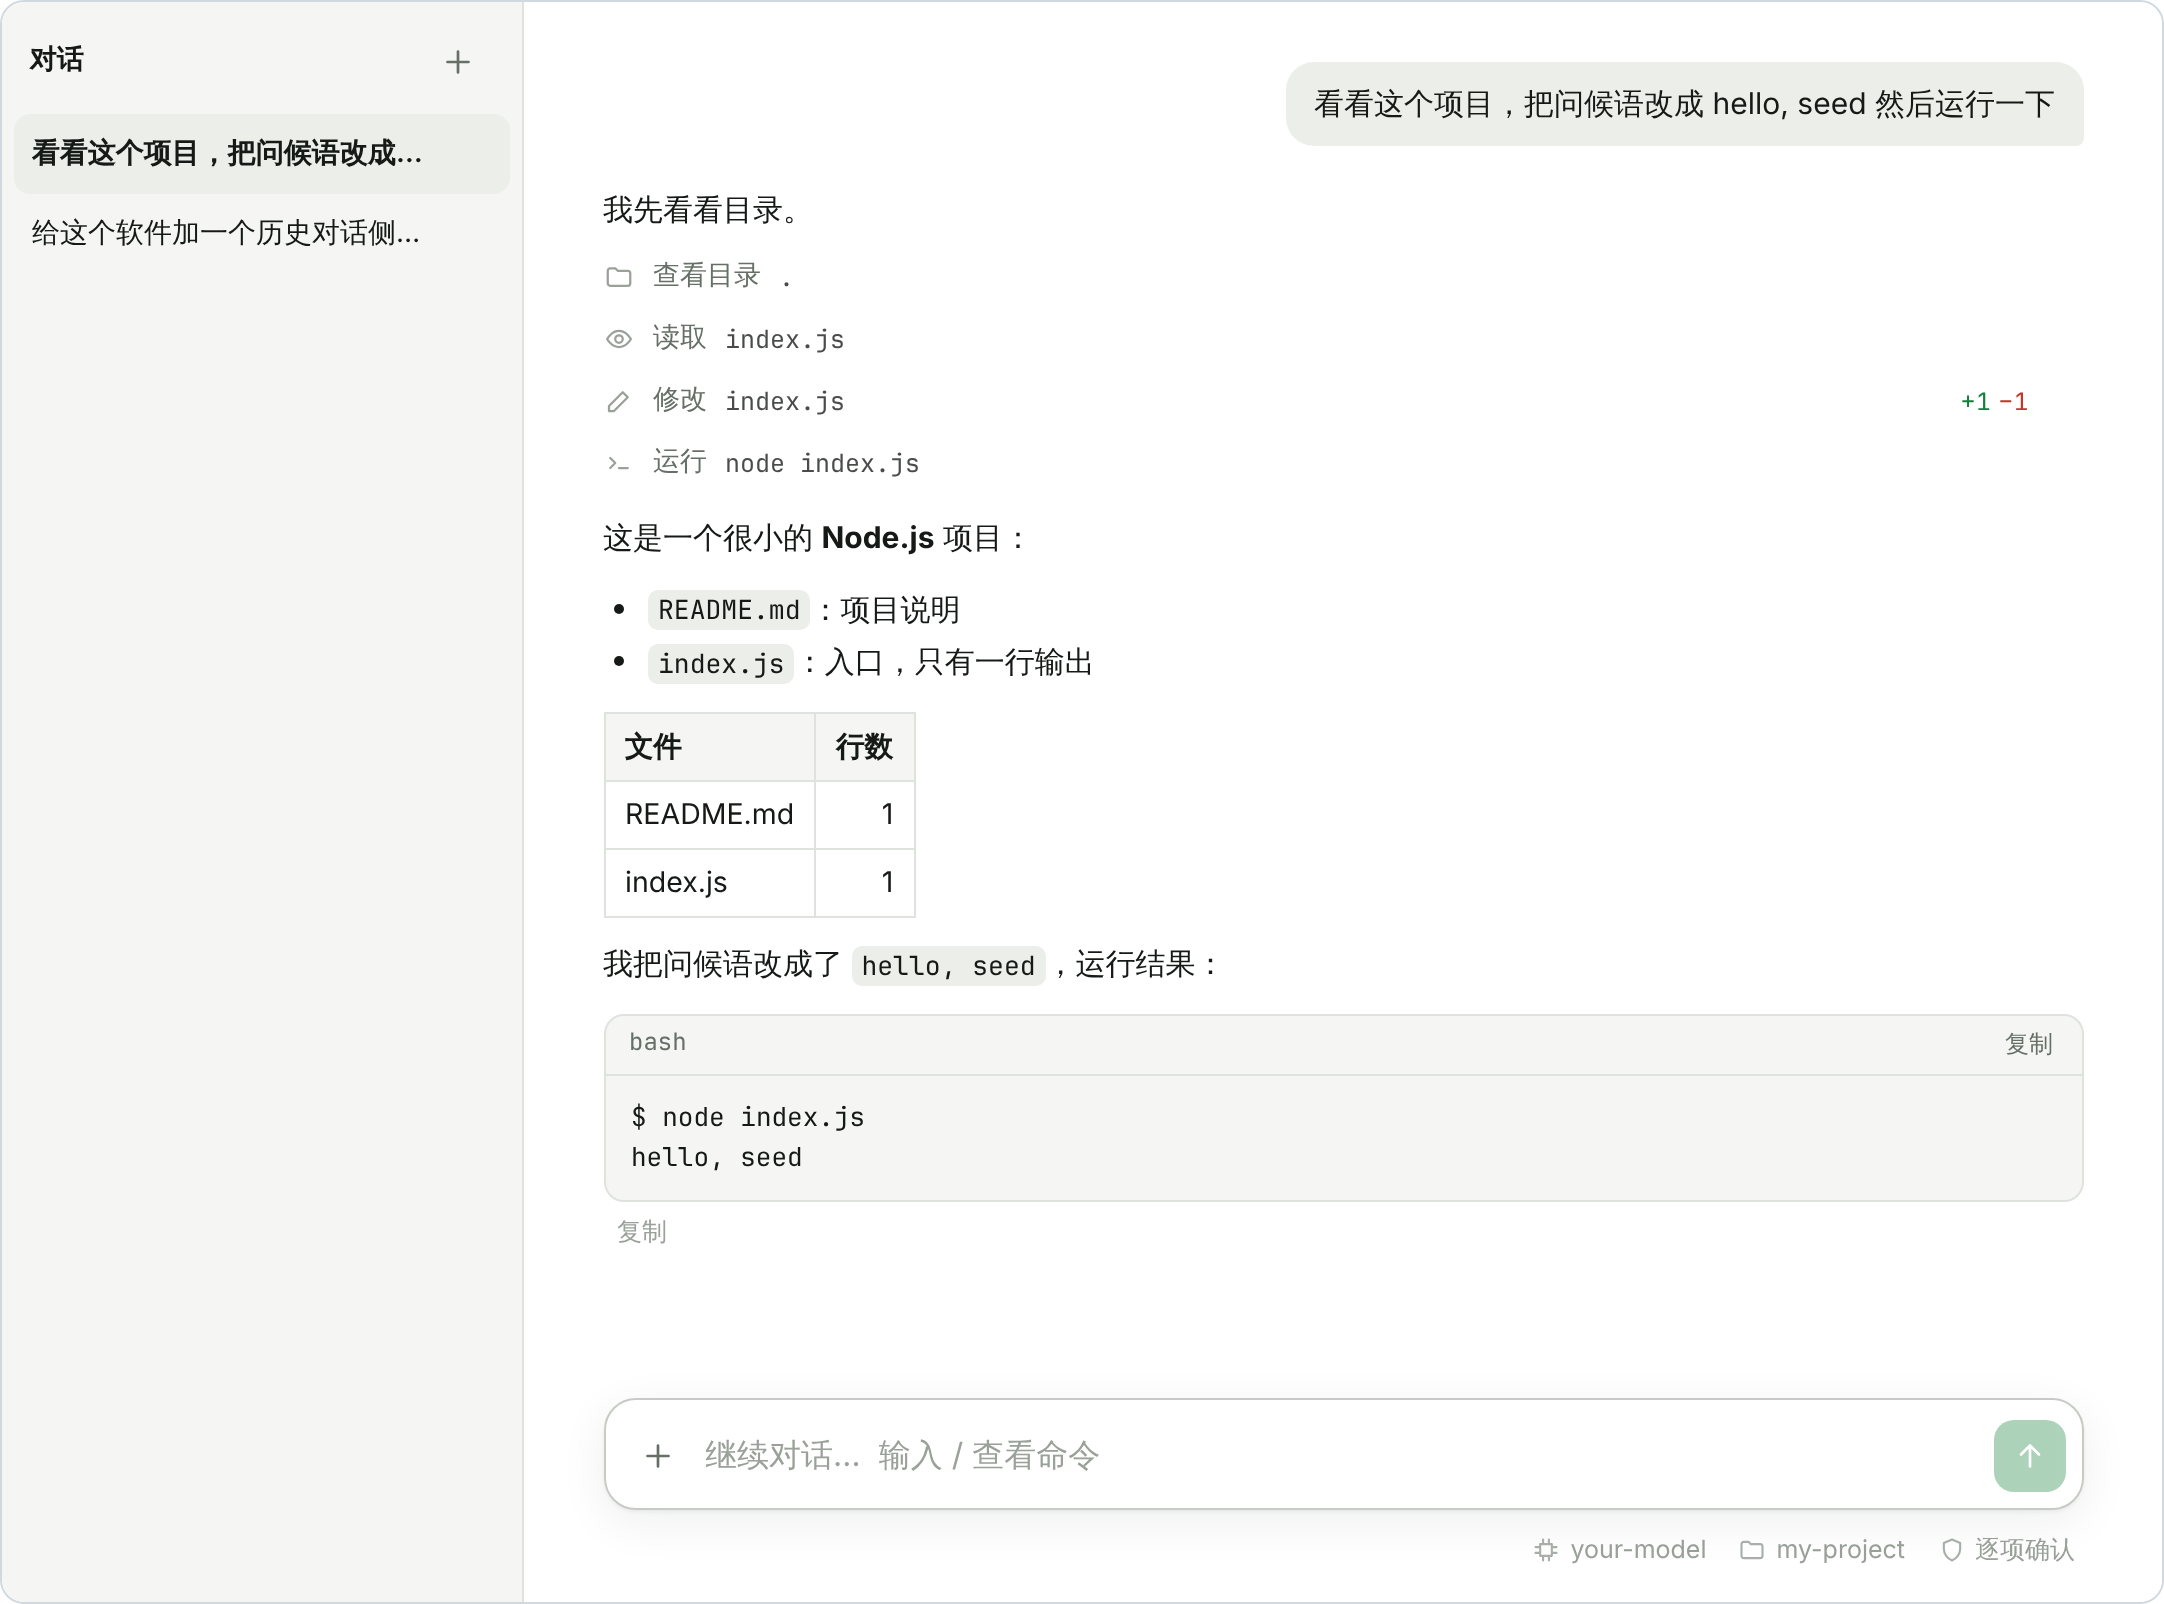 对话
看看这个项目，把问候语改成...
给这个软件加一个历史对话侧...
看看这个项目，把问候语改成 hello, seed 然后运行一下
我先看看目录。
查看目录 .
读取 index.js
修改 index.js +1 −1
运行 node index.js
这是一个很小的 Node.js 项目：
README.md：项目说明
index.js：入口，只有一行输出
文件 行数
README.md 1
index.js 1
我把问候语改成了 hello, seed，运行结果：
bash 复制
$ node index.js
hello, seed
复制
继续对话... 输入 / 查看命令
your-model my-project 逐项确认